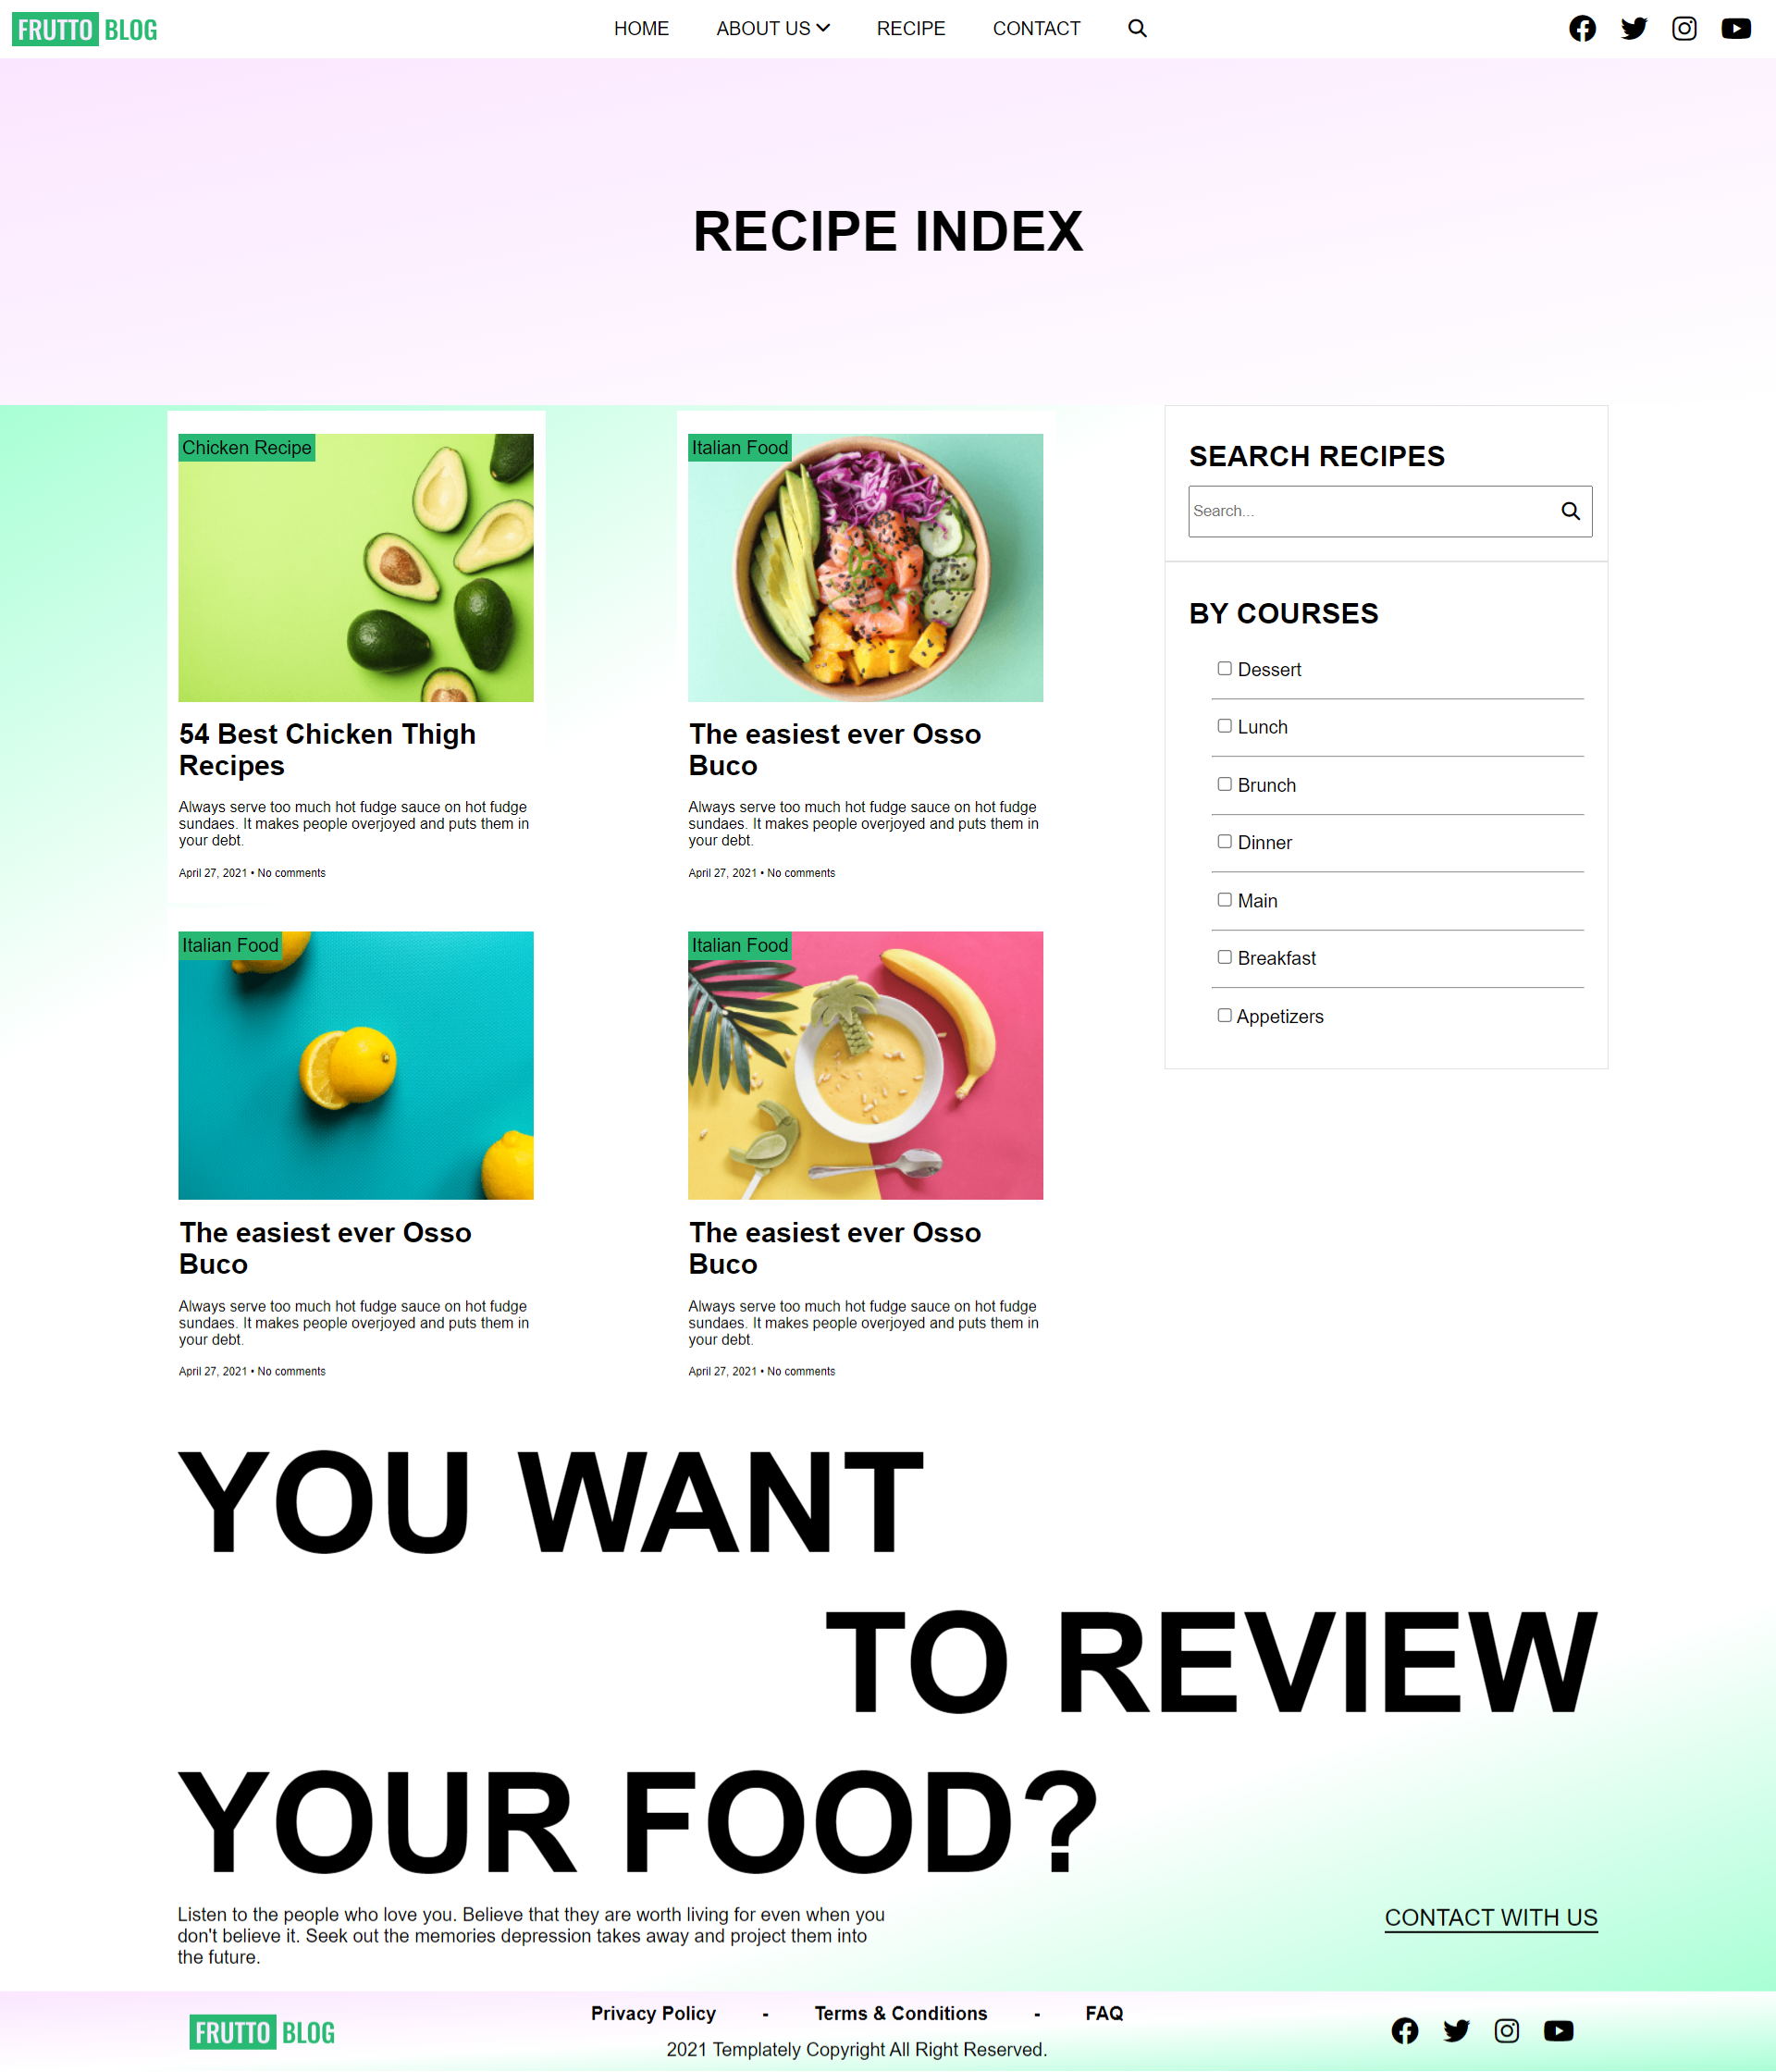 FRUTTO BLOG
HOME
ABOUT US
RECIPE
CONTACT
RECIPE INDEX
Chicken Recipe
54 Best Chicken Thigh
Recipes
Always serve too much hot fudge sauce on hot fudge
sundaes. It makes people overjoyed and puts them in
your debt.
April 27, 2021 • No comments
Italian Food
The easiest ever Osso
Buco
Always serve too much hot fudge sauce on hot fudge
sundaes. It makes people overjoyed and puts them in
your debt.
April 27, 2021 • No comments
Italian Food
The easiest ever Osso
Buco
Always serve too much hot fudge sauce on hot fudge
sundaes. It makes people overjoyed and puts them in
your debt.
April 27, 2021 • No comments
Italian Food
The easiest ever Osso
Buco
Always serve too much hot fudge sauce on hot fudge
sundaes. It makes people overjoyed and puts them in
your debt.
April 27, 2021 • No comments
SEARCH RECIPES
Search...
BY COURSES
Dessert
Lunch
Brunch
Dinner
Main
Breakfast
Appetizers
YOU WANT
TO REVIEW
YOUR FOOD?
Listen to the people who love you. Believe that they are worth living for even when you
don't believe it. Seek out the memories depression takes away and project them into
the future.
CONTACT WITH US
FRUTTO BLOG
Privacy Policy - Terms & Conditions - FAQ
2021 Templately Copyright All Right Reserved.